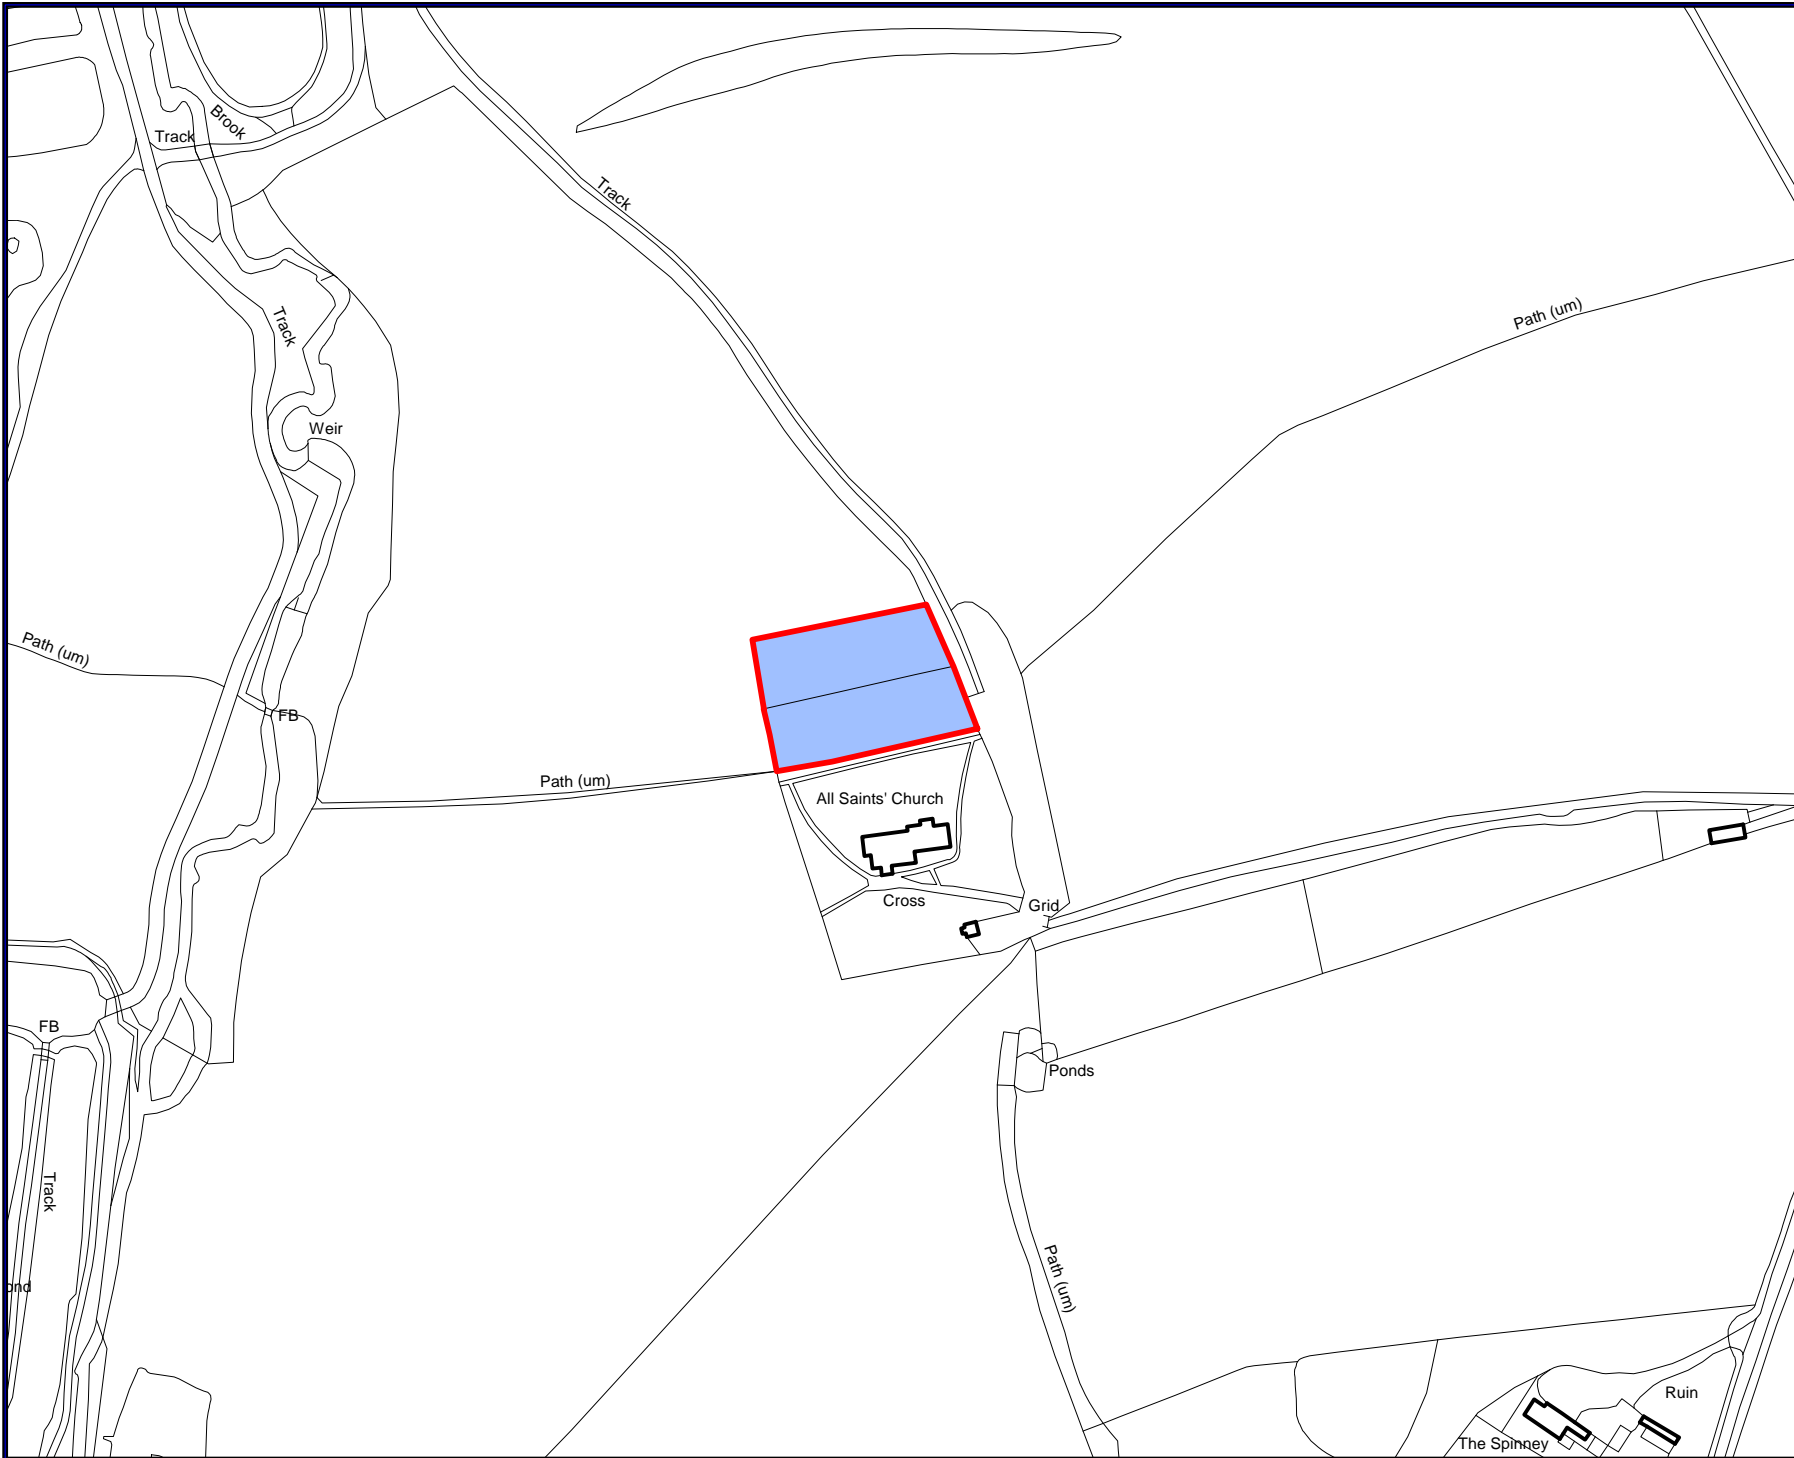 Brook
Track
Track
Track
Path (um)
Weir
Path (um)
FB
Path (um)
All Saints' Church
Cross
Grid
FB
Ponds
Track
Path (um)
ond
Ruin
The Spinney